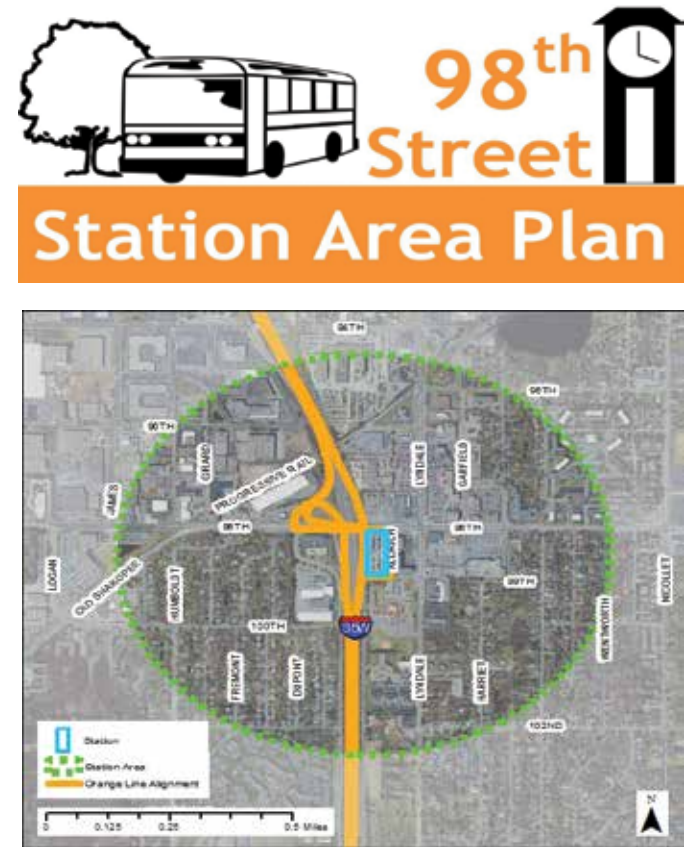 98th
Street
Station Area Plan
94TH
96TH
96TH
GIRARD
LYNDALE
GARFIELD
PROGRESSIVE RAIL
JAMES
98TH
98TH
ALDRICH
LOGAN
OLD SHAKOPEE
HUMBOLDT
99TH
NICOLLET
100TH
35W
WENTWORTH
FREMONT
DUPONT
LYNDALE
HARRIET
102ND
Station
Station Area
Orange Line Alignment
0 0.125 0.25 0.5 Miles
N